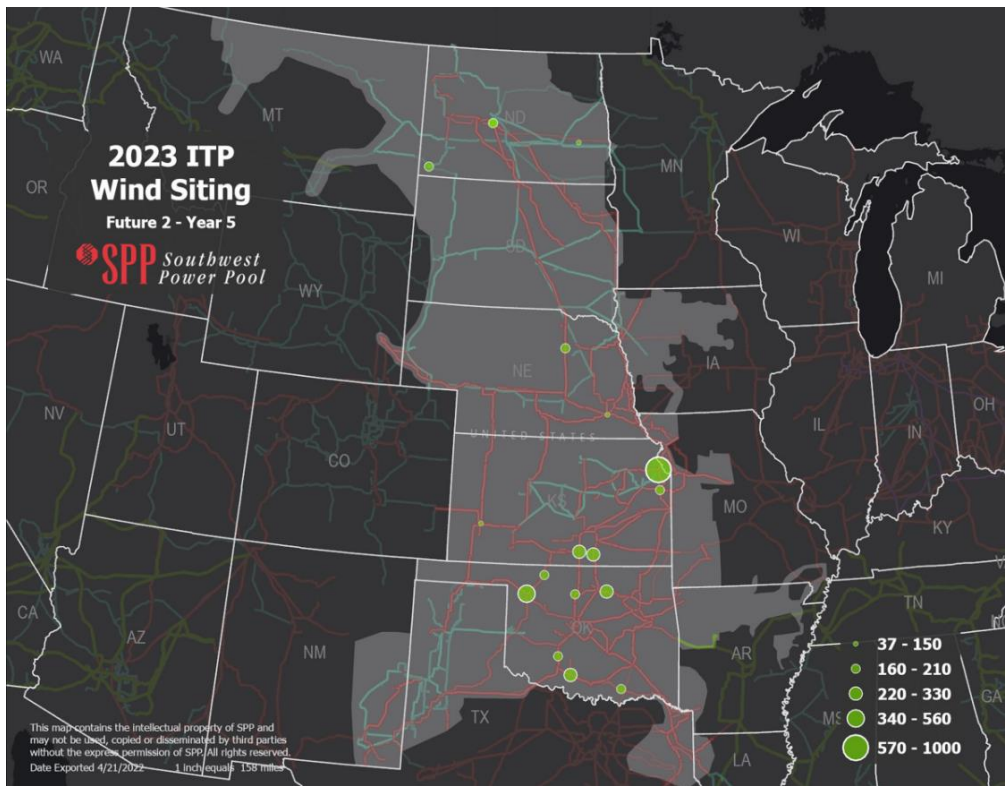 2023 ITP
Wind Siting
Future 2 - Year 5
SPP Southwest
Power Pool
WA
MT
ND
MN
OR
SD
WI
MI
WY
IA
NE
NV
UT
UNITED STATES
IL
IN
OH
CO
KS
MO
KY
CA
AZ
NM
OK
TN
AR
TX
MS
GA
LA
37 - 150
160 - 210
220 - 330
340 - 560
570 - 1000
This map contains the intellectual property of SPP and
may not be used, copied or disseminated by third parties
without the express permission of SPP. All rights reserved.
Date Exported 4/21/2022 1 inch equals 158 miles